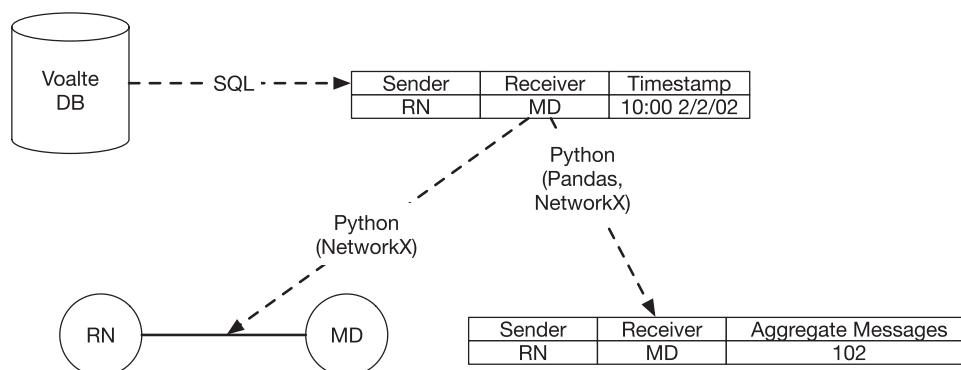 Voalte
DB
SQL
Sender Receiver Timestamp
RN MD 10:00 2/2/02
Python
(Pandas,
NetworkX)
Python
(NetworkX)
RN MD
Sender Receiver Aggregate Messages
RN MD 102